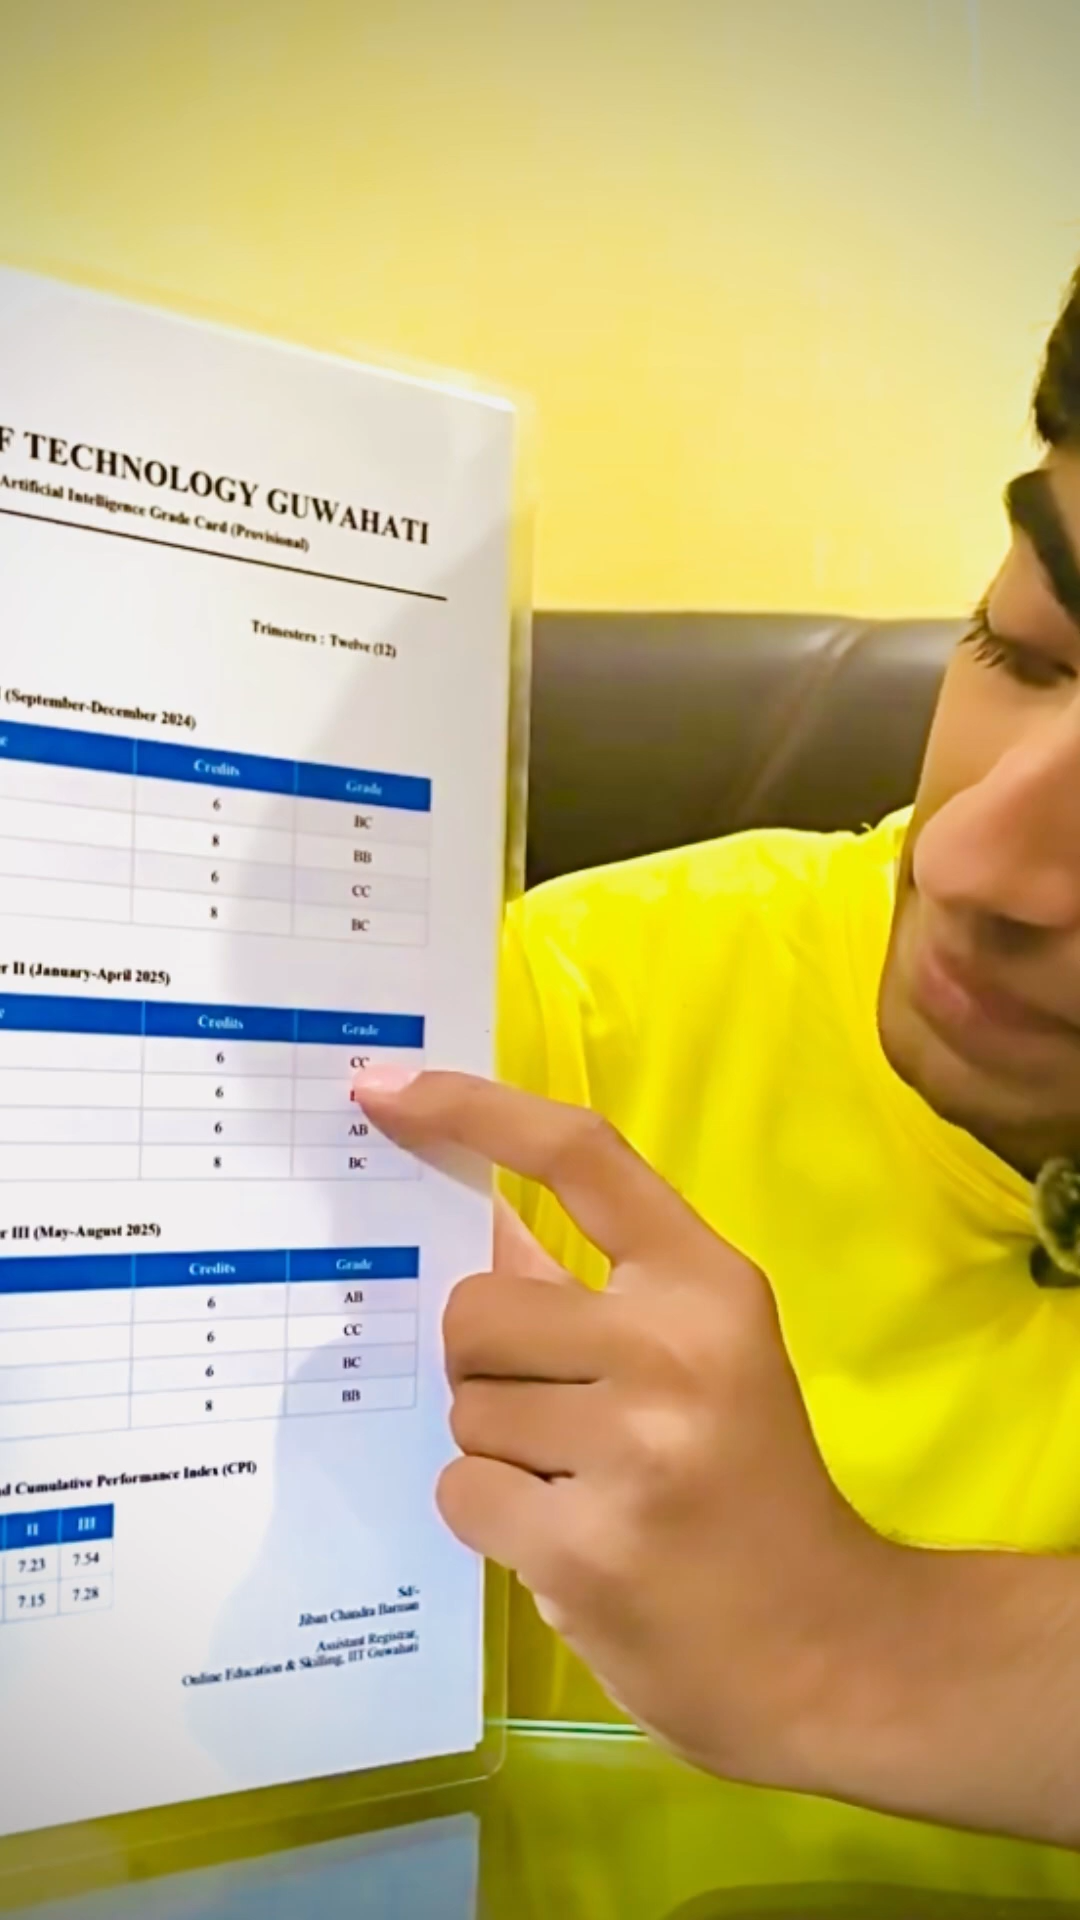 F TECHNOLOGY GUWAHATI
Artificial Intelligence Grade Card (Provisional)
Trimesters : Twelve (12)
(September-December 2024)
Credits Grade
6 BC
8 BB
6 CC
8 BC
r II (January-April 2025)
Credits Grade
6 CC
6
6 AB
8 BC
r III (May-August 2025)
Credits Grade
6 AB
6 CC
6 BC
8 BB
d Cumulative Performance Index (CPI)
II III
7.23 7.54
7.15 7.28
Sd/-
Jiban Chandra Barman
Assistant Registrar,
Online Education & Skilling, IIT Guwahati